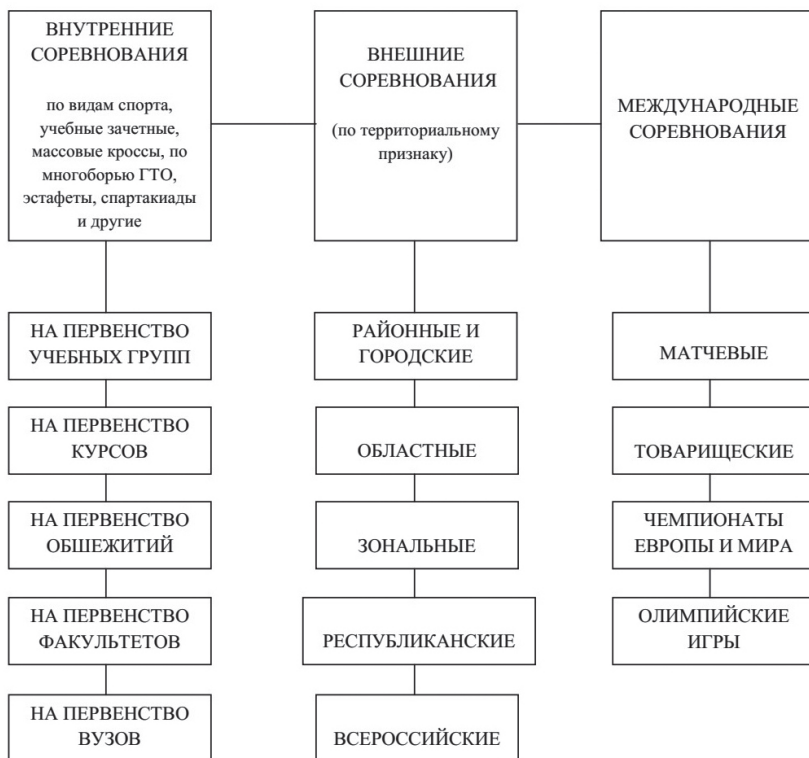 ВНУТРЕННИЕ
СОРЕВНОВАНИЯ
по видам спорта,
учебные зачетные,
массовые кроссы, по
многоборью ГТО,
эстафеты, спартакиады
и другие
ВНЕШНИЕ
СОРЕВНОВАНИЯ
(по территориальному
признаку)
МЕЖДУНАРОДНЫЕ
СОРЕВНОВАНИЯ
НА ПЕРВЕНСТВО
УЧЕБНЫХ ГРУПП
РАЙОННЫЕ И
ГОРОДСКИЕ
МАТЧЕВЫЕ
НА ПЕРВЕНСТВО
КУРСОВ
ОБЛАСТНЫЕ
ТОВАРИЩЕСКИЕ
НА ПЕРВЕНСТВО
ОБШЕЖИТИЙ
ЗОНАЛЬНЫЕ
ЧЕМПИОНАТЫ
ЕВРОПЫ И МИРА
НА ПЕРВЕНСТВО
ФАКУЛЬТЕТОВ
РЕСПУБЛИКАНСКИЕ
ОЛИМПИЙСКИЕ
ИГРЫ
НА ПЕРВЕНСТВО
ВУЗОВ
ВСЕРОССИЙСКИЕ